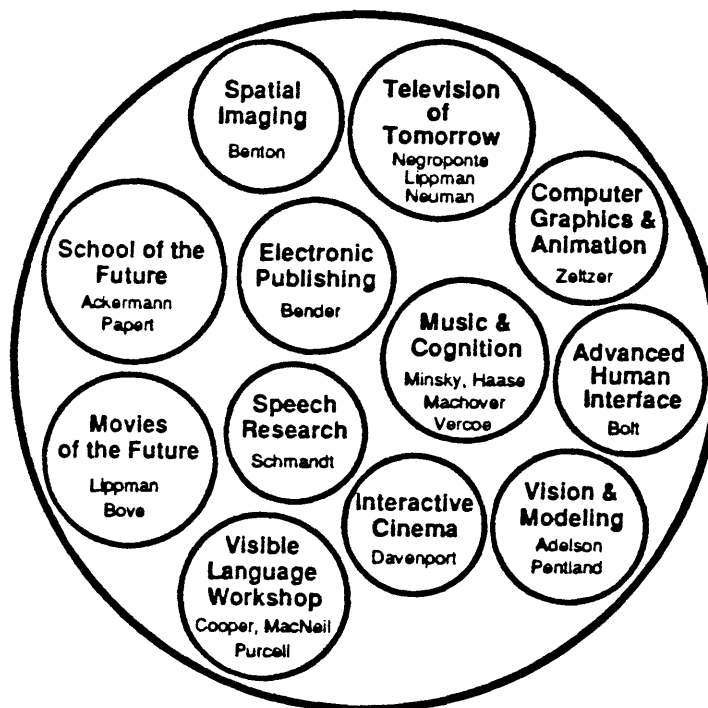 Spatial
Imaging
Benton
Television
of
Tomorrow
Negroponte
Lippman
Neuman
Computer
Graphics &
Animation
Zeltzer
School of the
Future
Ackermann
Papert
Electronic
Publishing
Bender
Music &
Cognition
Minsky, Haase
Machover
Vercoe
Advanced
Human
Interface
Bolt
Movies
of the Future
Lippman
Bove
Speech
Research
Schmandt
Interactive
Cinema
Davenport
Vision &
Modeling
Adelson
Pentland
Visible
Language
Workshop
Cooper, MacNeil
Purcell